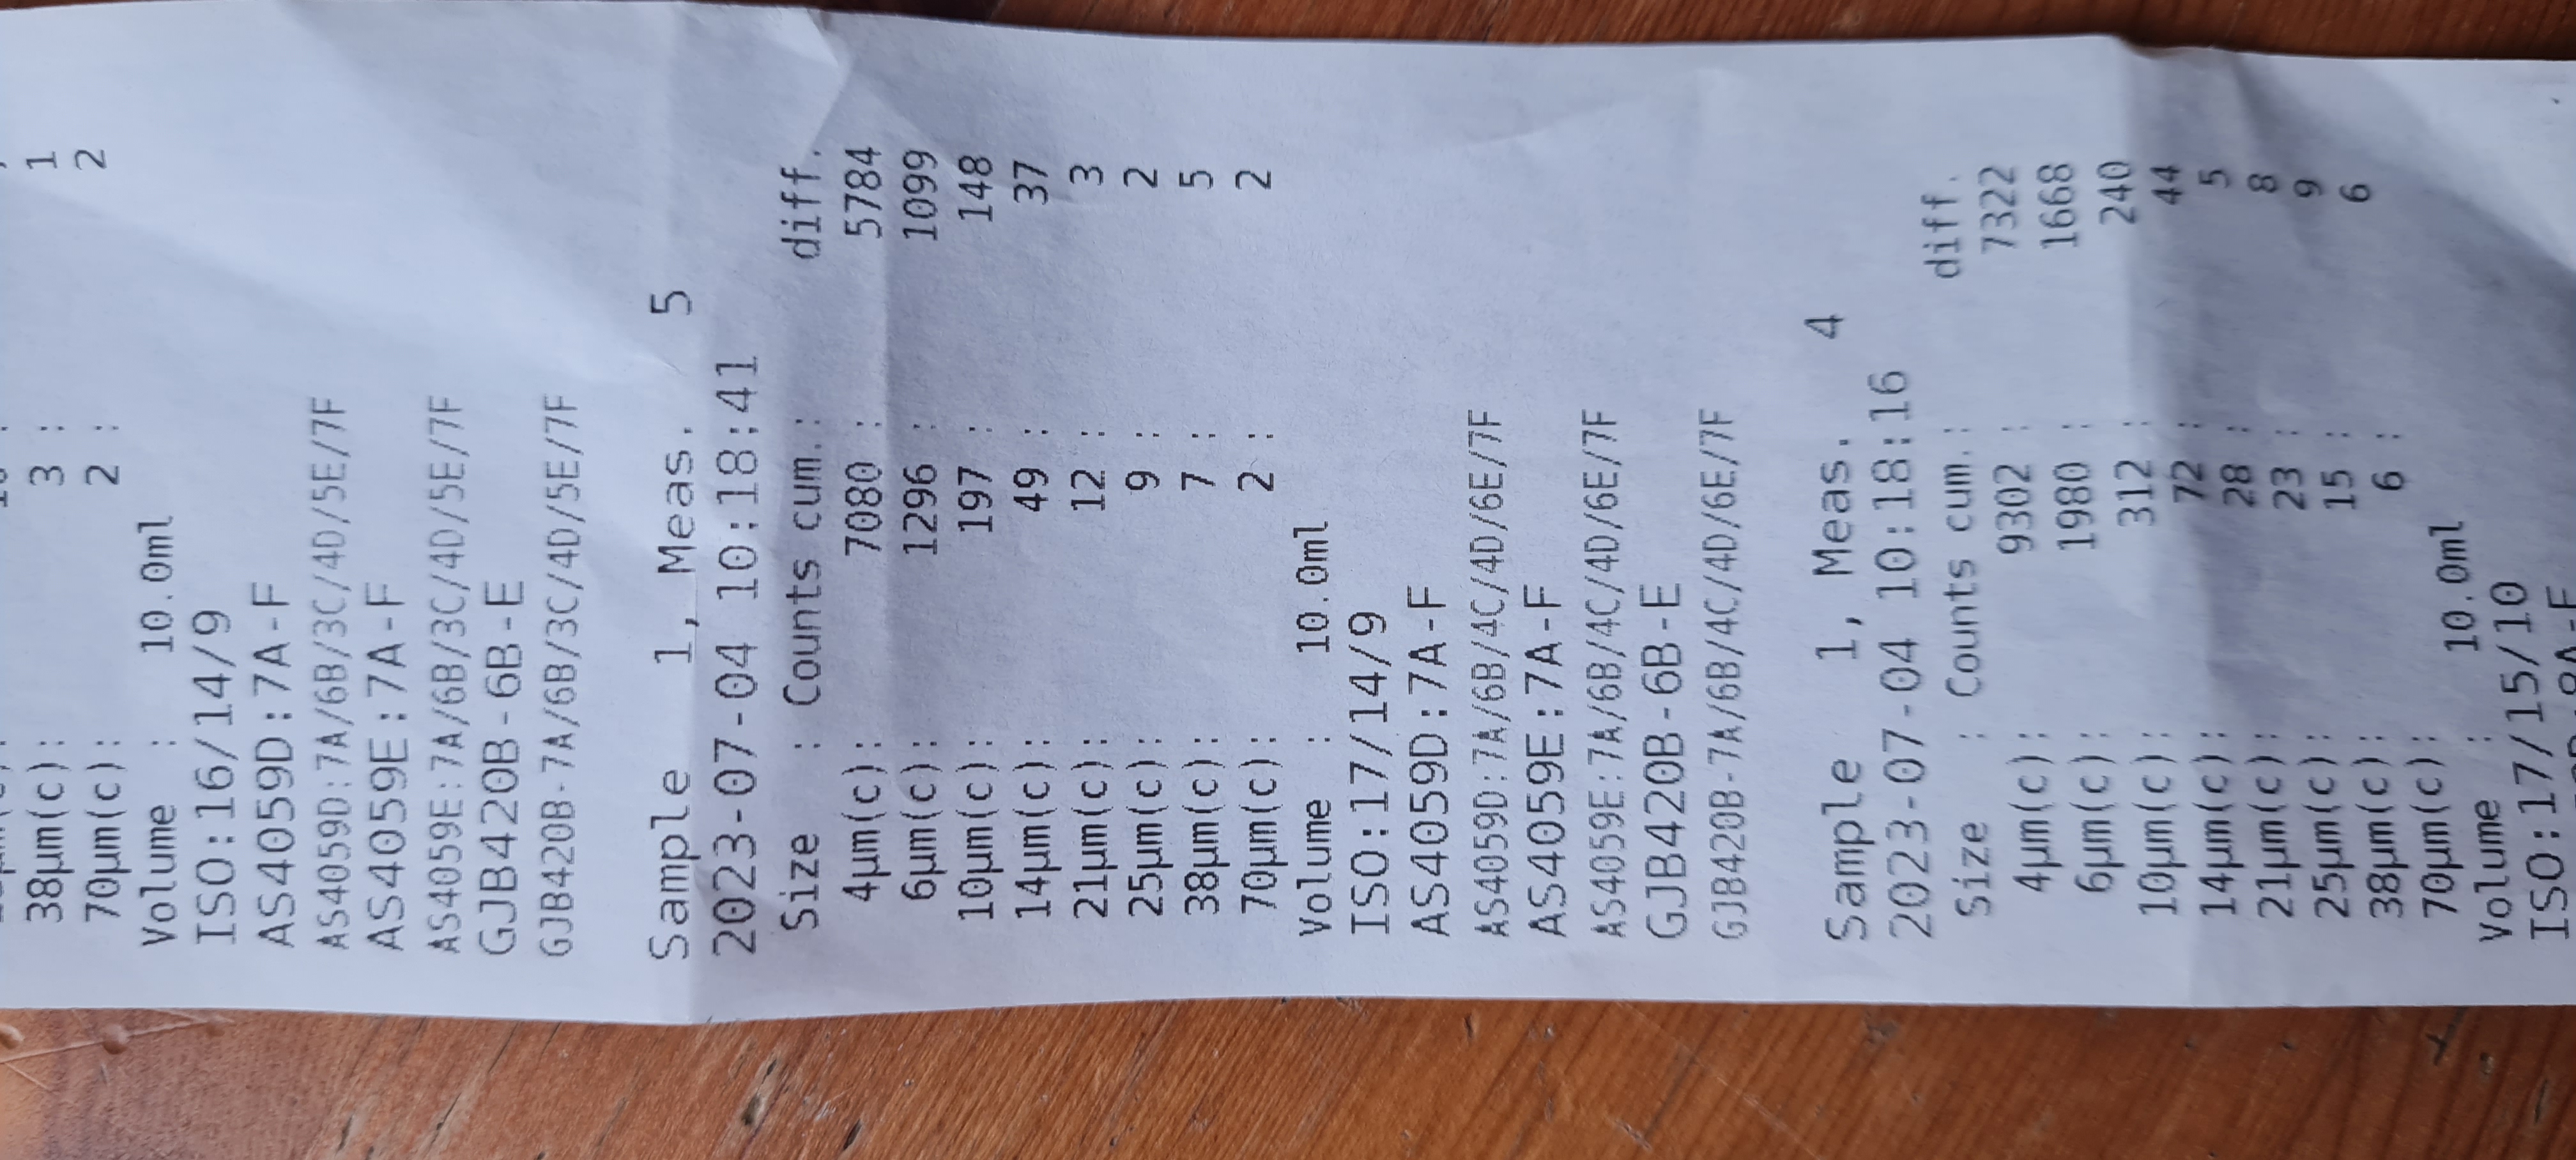 38µm(c): 3 : 1
70µm(c): 2 : 2
Volume : 10.0ml
ISO:16/14/9
AS4059D:7A-F
AS4059D:7A/6B/3C/4D/5E/7F
AS4059E:7A-F
AS4059E:7A/6B/3C/4D/5E/7F
GJB420B-6B-E
GJB420B-7A/6B/3C/4D/5E/7F
Sample 1, Meas. 5
2023-07-04 10:18:41
Size : Counts cum.: diff.
4µm(c): 7080 : 5784
6µm(c): 1296 : 1099
10µm(c): 197 : 148
14µm(c): 49 : 37
21µm(c): 12 : 3
25µm(c): 9 : 2
38µm(c): 7 : 5
70µm(c): 2 : 2
Volume : 10.0ml
ISO:17/14/9
AS4059D:7A-F
AS4059D:7A/6B/4C/4D/6E/7F
AS4059E:7A-F
AS4059E:7A/6B/4C/4D/6E/7F
GJB420B-6B-E
GJB420B-7A/6B/4C/4D/6E/7F
Sample 1, Meas. 4
2023-07-04 10:18:16
Size : Counts cum.: diff.
4µm(c): 9302 : 7322
6µm(c): 1980 : 1668
10µm(c): 312 : 240
14µm(c): 72 : 44
21µm(c): 28 : 5
25µm(c): 23 : 8
38µm(c): 15 : 9
70µm(c): 6 : 6
Volume : 10.0ml
ISO:17/15/10